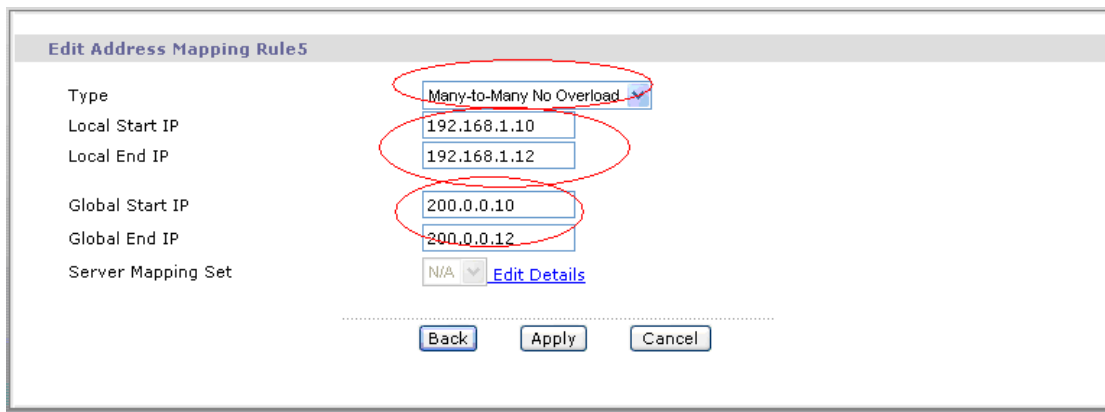 Edit Address Mapping Rule5
Type Many-to-Many No Overload
Local Start IP 192.168.1.10
Local End IP 192.168.1.12
Global Start IP 200.0.0.10
Global End IP 200.0.0.12
Server Mapping Set N/A Edit Details
Back Apply Cancel